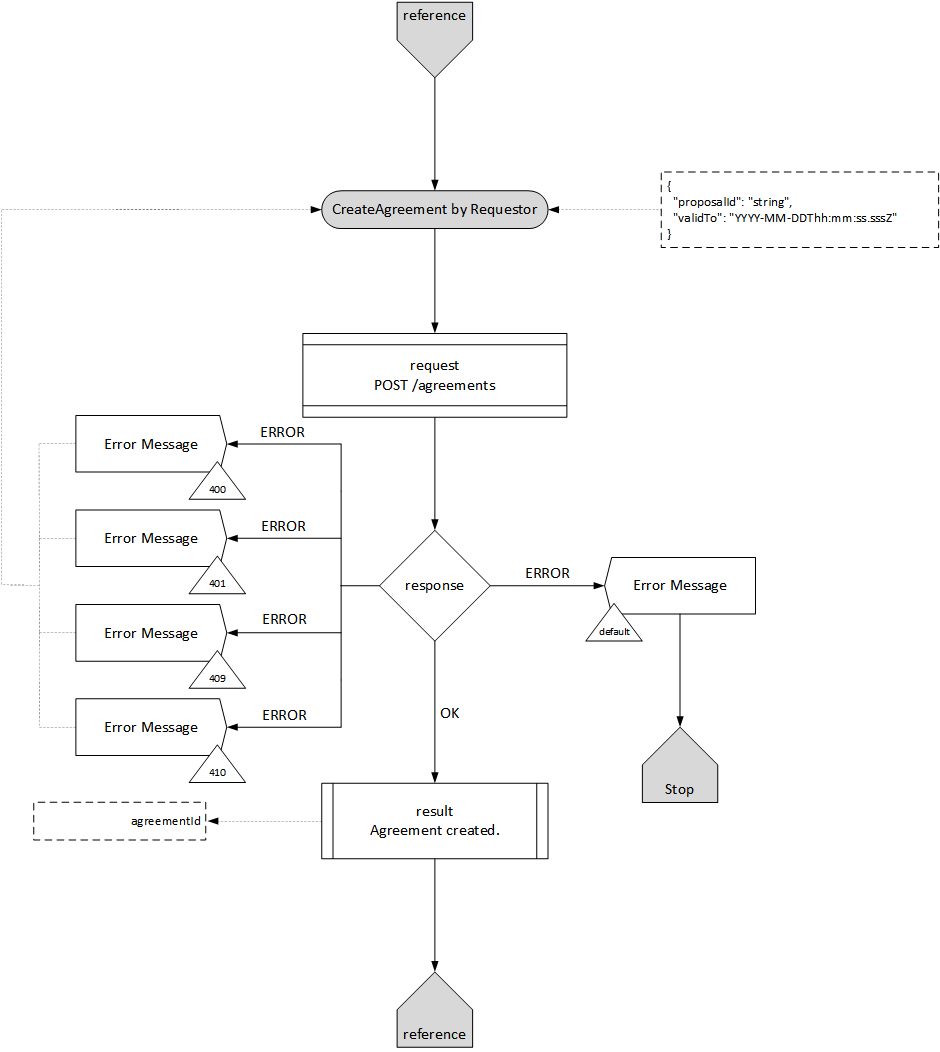 reference
CreateAgreement by Requestor
{
"proposalId": "string",
"validTo": "YYYY-MM-DDThh:mm:ss.sssZ"
}
request
POST /agreements
ERROR
Error Message
400
ERROR
Error Message
401
response
ERROR
Error Message
default
ERROR
Error Message
409
ERROR
Error Message
410
OK
Stop
result
Agreement created.
agreementId
reference